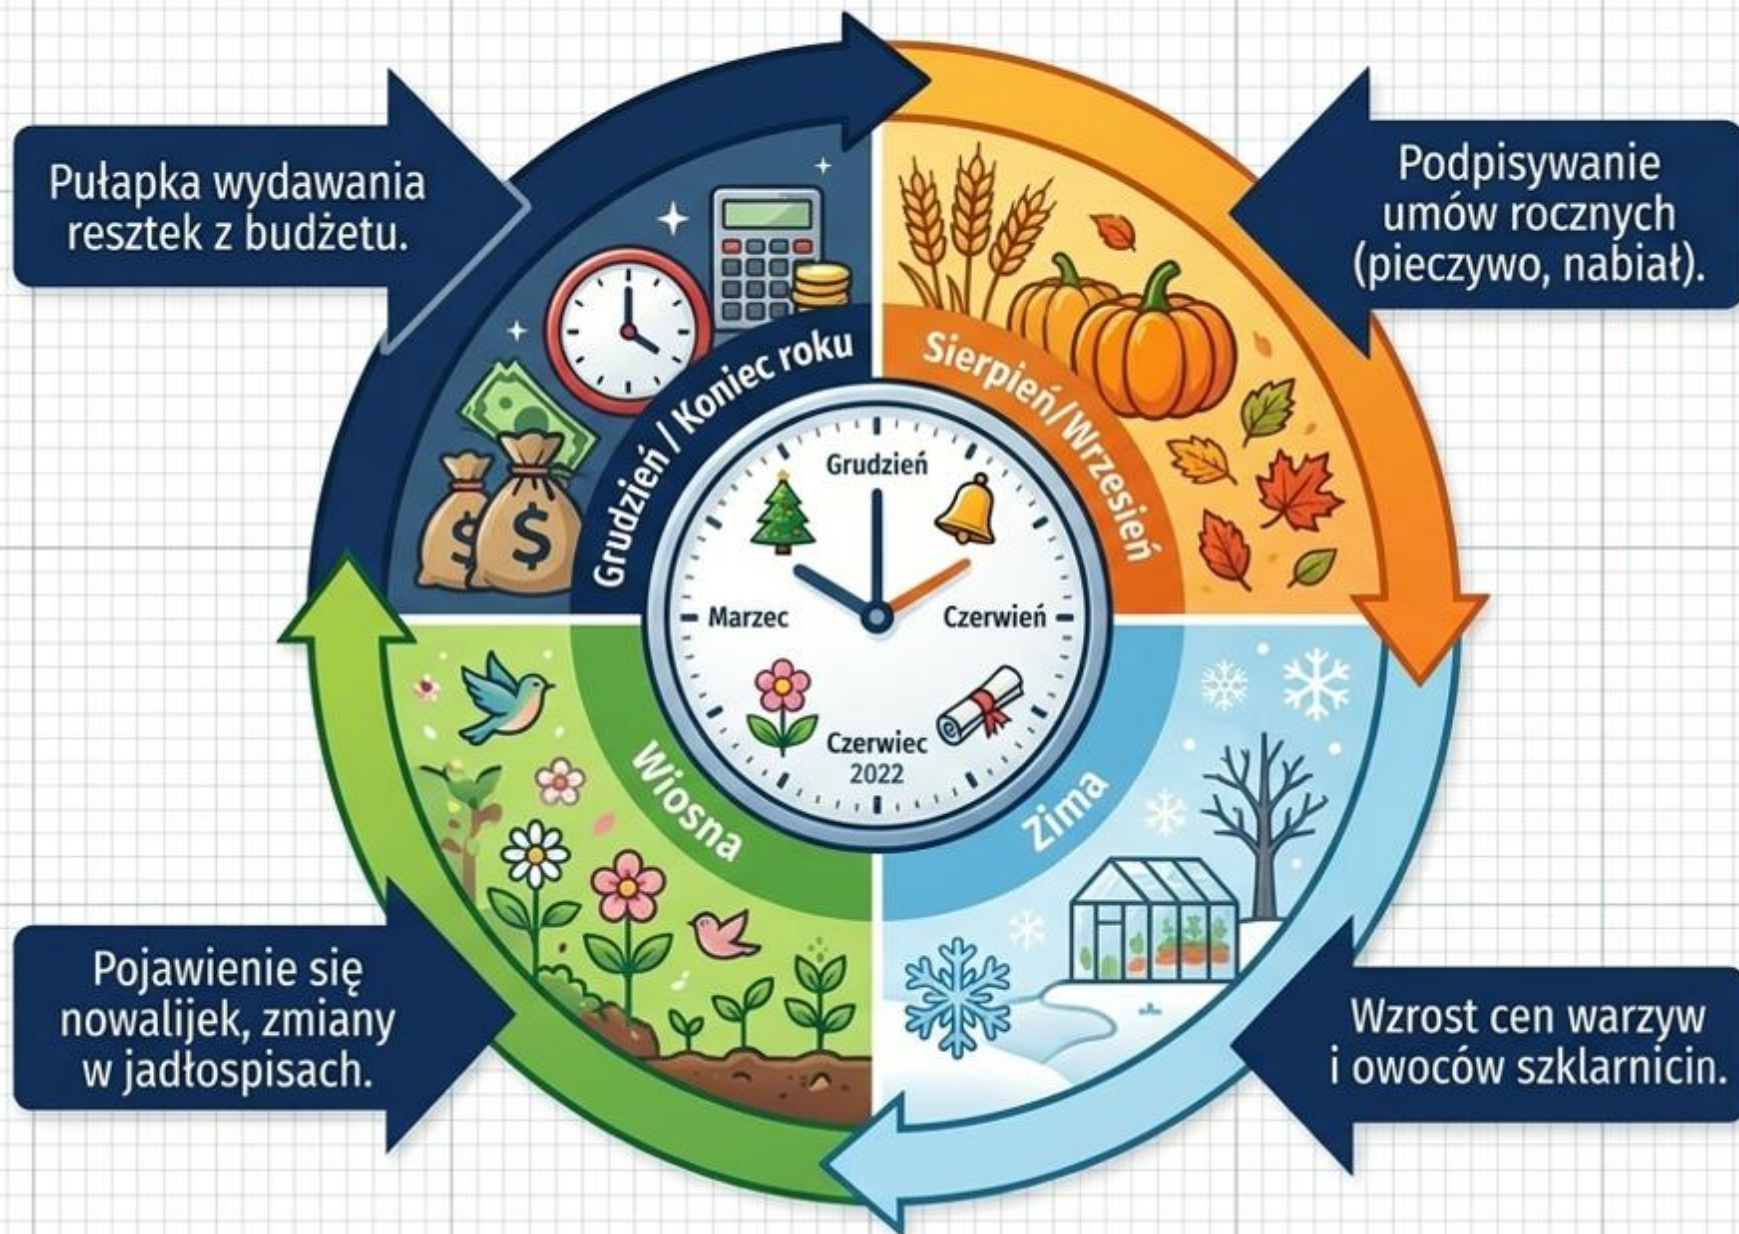 Pułapka wydawania
resztek z budżetu.
Podpisywanie
umów rocznych
(pieczywo, nabiał).
Grudzień / Koniec roku
Sierpień/Wrzesień
Grudzień
Marzec
Czerwień
Czerwiec
2022
Wiosna
Zima
$
$
Pojawienie się
nowalijek, zmiany
w jadłospisach.
Wzrost cen warzyw
i owoców szklarnicin.